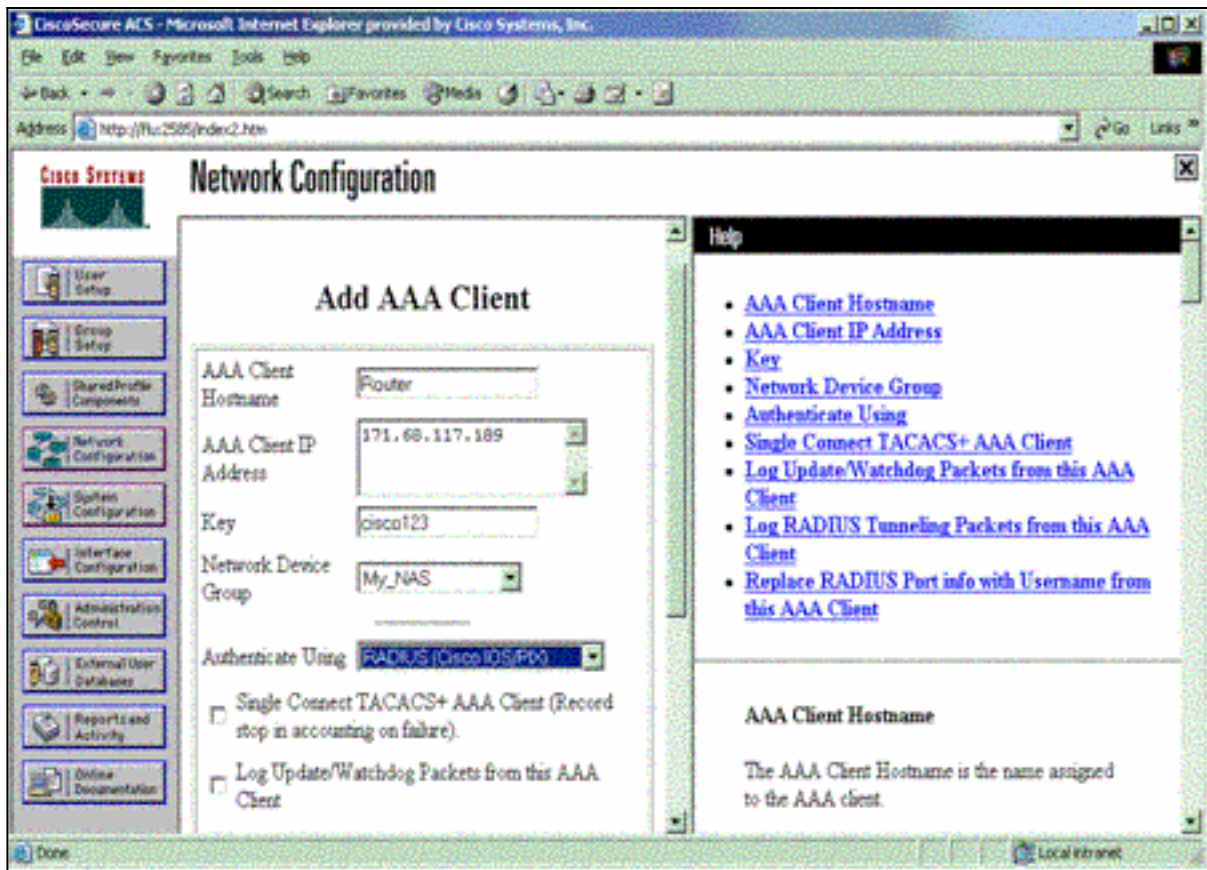 CiscoSecure ACS - Microsoft Internet Explorer provided by Cisco Systems, Inc.
File Edit View Favorites Tools Help
Back Search Favorites Media
Address Go Links »
CISCO SYSTEMS
Network Configuration
User Setup
Group Setup
Shared Profile Components
Network Configuration
System Configuration
Interface Configuration
Administration Control
External User Databases
Reports and Activity
Online Documentation
Add AAA Client
AAA Client
Hostname
Router
AAA Client IP
Address
171.68.117.189
Key
cisco123
Network Device
Group
My_NAS
Authenticate Using RADIUS (Cisco IOS/PIX)
Single Connect TACACS+ AAA Client (Record
stop in accounting on failure).
Log Update/Watchdog Packets from this AAA
Client
Help
AAA Client Hostname
AAA Client IP Address
Key
Network Device Group
Authenticate Using
Single Connect TACACS+ AAA Client
Log Update/Watchdog Packets from this AAA
Client
Log RADIUS Tunneling Packets from this AAA
Client
Replace RADIUS Port info with Username from
this AAA Client
AAA Client Hostname
The AAA Client Hostname is the name assigned
to the AAA client.
Done
Local intranet